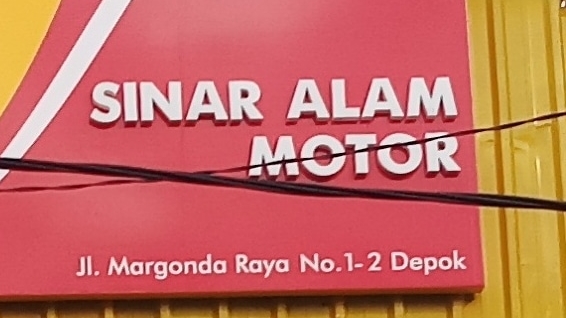 SINAR ALAM
MOTOR
Jl. Margonda Raya No.1-2 Depok